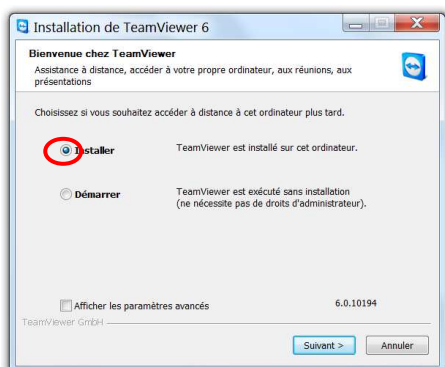 Installation de TeamViewer 6
Bienvenue chez TeamViewer
Assistance à distance, accéder à votre propre ordinateur, aux réunions, aux
présentations
Choisissez si vous souhaitez accéder à distance à cet ordinateur plus tard.
Installer TeamViewer est installé sur cet ordinateur.
Démarrer TeamViewer est exécuté sans installation
(ne nécessite pas de droits d'administrateur).
Afficher les paramètres avancés 6.0.10194
TeamViewer GmbH
Suivant > Annuler